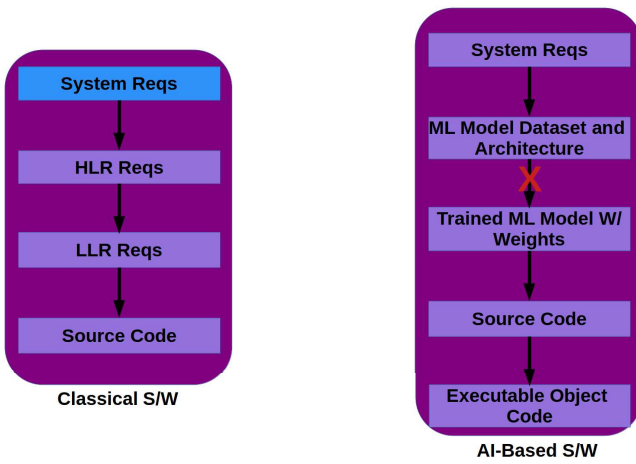 System Reqs
HLR Reqs
LLR Reqs
Source Code
Classical S/W
System Reqs
ML Model Dataset and
Architecture
X
Trained ML Model W/
Weights
Source Code
Executable Object
Code
AI-Based S/W